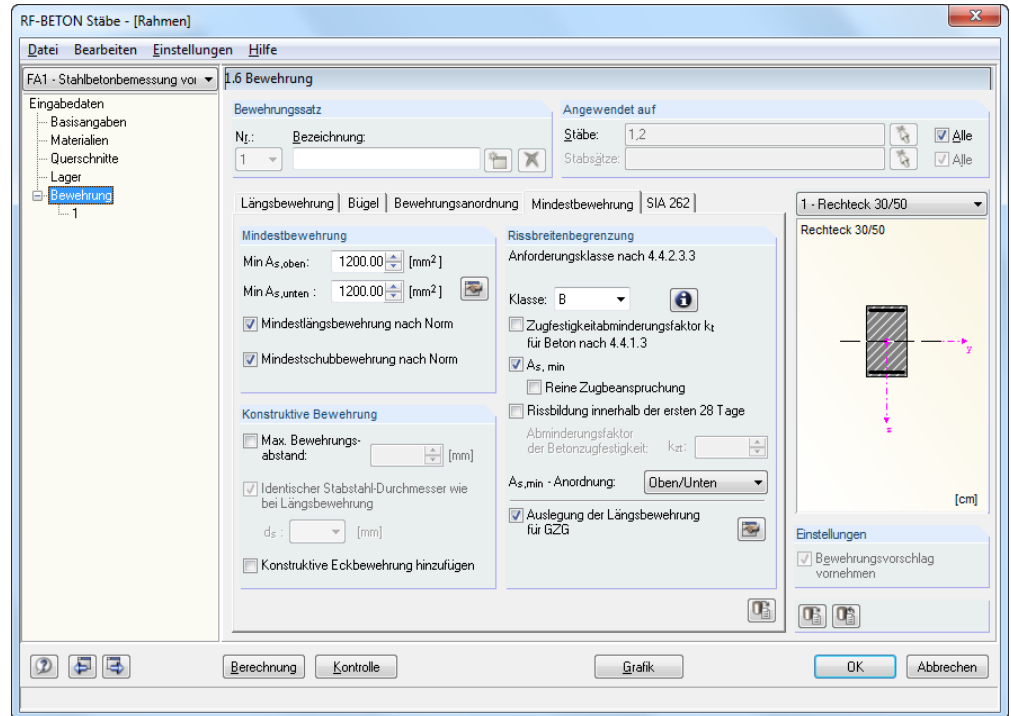 RF-BETON Stäbe - [Rahmen]
Datei Bearbeiten Einstellungen Hilfe
FA1 - Stahlbetonbemessung voi
1.6 Bewehrung
Eingabedaten
Basisangaben
Materialien
Querschnitte
Lager
Bewehrung
1
Bewehrungssatz
Nr.: Bezeichnung:
1
Angewendet auf
Stäbe: 1,2 Alle
Stabsätze: Alle
Längsbewehrung Bügel Bewehrungsanordnung Mindestbewehrung SIA 262
Mindestbewehrung
Min As,oben: 1200.00 [mm²]
Min As,unten : 1200.00 [mm²]
Mindestlängsbewehrung nach Norm
Mindestschubbewehrung nach Norm
Konstruktive Bewehrung
Max. Bewehrungs-
abstand: [mm]
Identischer Stabstahl-Durchmesser wie
bei Längsbewehrung
ds : [mm]
Konstruktive Eckbewehrung hinzufügen
Rissbreitenbegrenzung
Anforderungsklasse nach 4.4.2.3.3
Klasse: B
Zugfestigkeitabminderungsfaktor kt
für Beton nach 4.4.1.3
As, min
Reine Zugbeanspruchung
Rissbildung innerhalb der ersten 28 Tage
Abminderungsfaktor
der Betonzugfestigkeit: kzt:
As,min - Anordnung: Oben/Unten
Auslegung der Längsbewehrung
für GZG
1 - Rechteck 30/50
Rechteck 30/50
y
z
[cm]
Einstellungen
Bewehrungsvorschlag
vornehmen
Berechnung Kontrolle Grafik OK Abbrechen